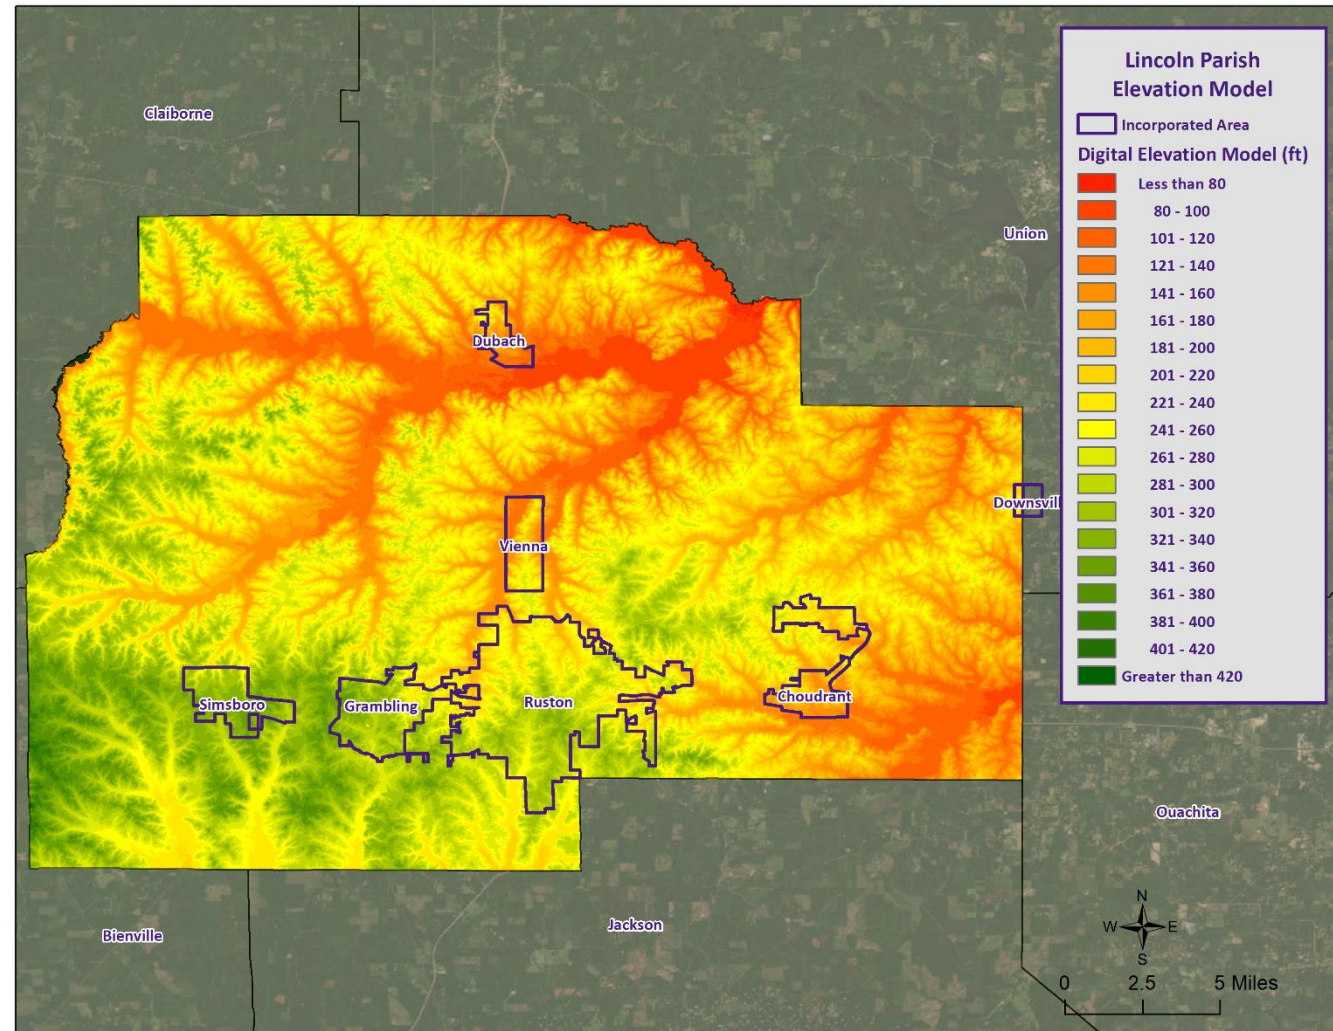 Claiborne
Union
Dubach
Downsvill
Vienna
Simsboro
Grambling
Ruston
Choudrant
Ouachita
Bienville
Jackson
Lincoln Parish
Elevation Model
Incorporated Area
Digital Elevation Model (ft)
Less than 80
80 - 100
101 - 120
121 - 140
141 - 160
161 - 180
181 - 200
201 - 220
221 - 240
241 - 260
261 - 280
281 - 300
301 - 320
321 - 340
341 - 360
361 - 380
381 - 400
401 - 420
Greater than 420
N
W E
S
0 2.5 5 Miles